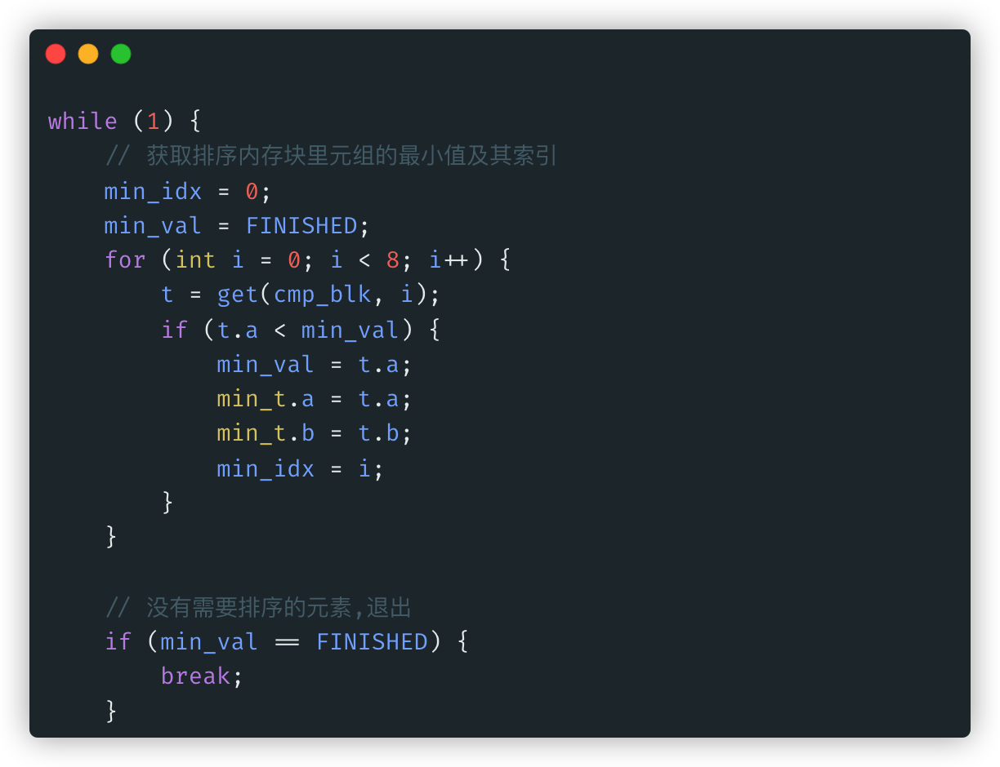 while (1) {
    // 获取排序内存块里元组的最小值及其索引
    min_idx = 0;
    min_val = FINISHED;
    for (int i = 0; i < 8; i++) {
        t = get(cmp_blk, i);
        if (t.a < min_val) {
            min_val = t.a;
            min_t.a = t.a;
            min_t.b = t.b;
            min_idx = i;
        }
    }
    // 没有需要排序的元素,退出
    if (min_val == FINISHED) {
        break;
    }